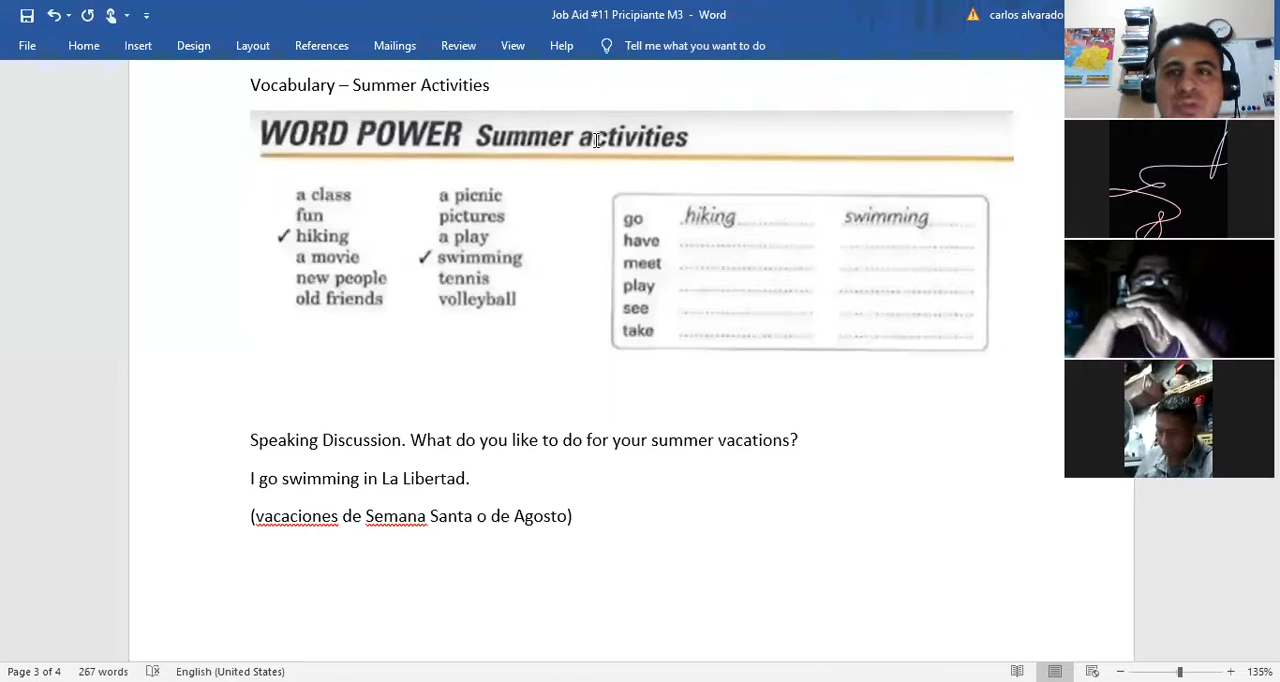 Job Aid #11 Pricipiante M3 - Word
carlos alvarado
File Home Insert Design Layout References Mailings Review View Help Tell me what you want to do
Vocabulary – Summer Activities
WORD POWER Summer activities
a class a picnic
fun pictures
✓ hiking a play
a movie ✓ swimming
new people tennis
old friends volleyball
go hiking swimming
have
meet
play
see
take
Speaking Discussion. What do you like to do for your summer vacations?
I go swimming in La Libertad.
(vacaciones de Semana Santa o de Agosto)
Page 3 of 4 267 words English (United States) 135%